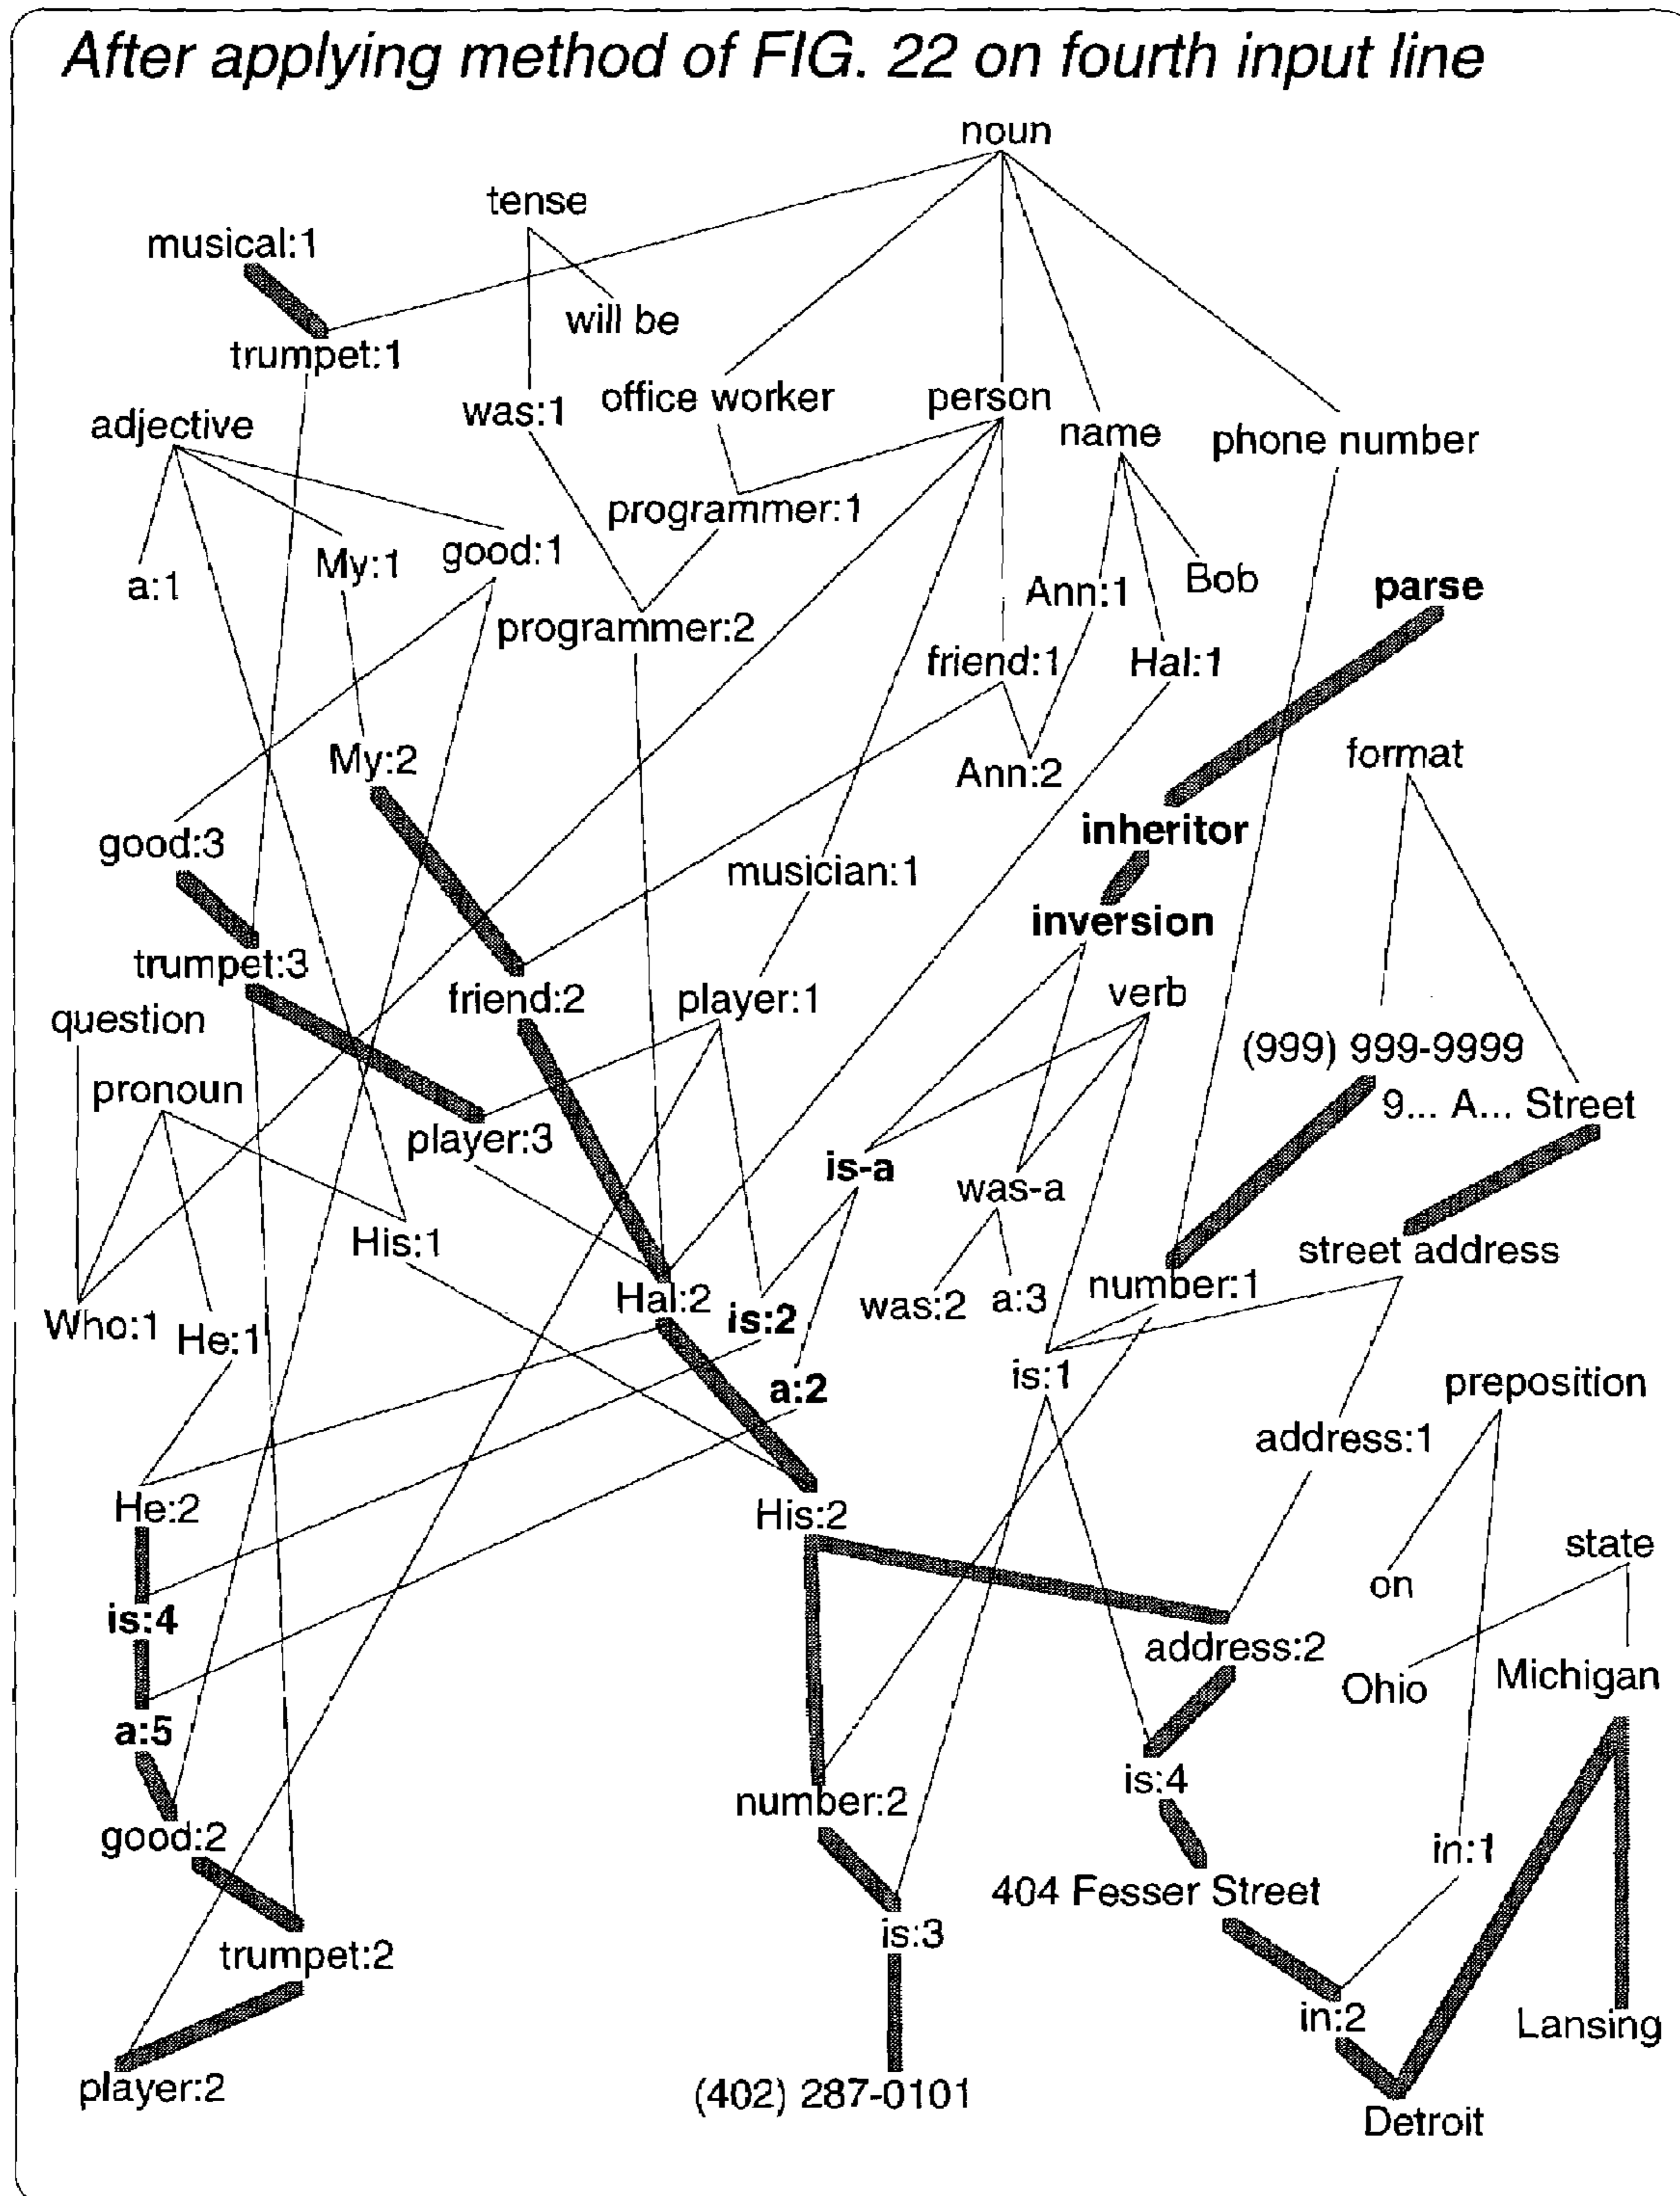 After applying method of FIG. 22 on fourth input line
noun
tense
musical:1
will be
trumpet:1
office worker
person
was:1
adjective
name
phone number
programmer:1
good:1
My:1
a:1
Bob
Ann:1
parse
programmer:2
friend:1
Hal:1
format
My:2
Ann:2
inheritor
good:3
musician:1
inversion
trumpet:3
verb
friend:2
player:1
question
(999) 999-9999
pronoun
9... A... Street
player:3
is-a
was-a
His:1
street address
number:1
Hal:2
was:2
a:3
is:2
Who:1
He:1
is:1
a:2
preposition
address:1
He:2
His:2
state
on
is:4
address:2
Michigan
Ohio
a:5
is:4
number:2
good:2
in:1
404 Fesser Street
is:3
trumpet:2
in:2
Lansing
player:2
(402) 287-0101
Detroit